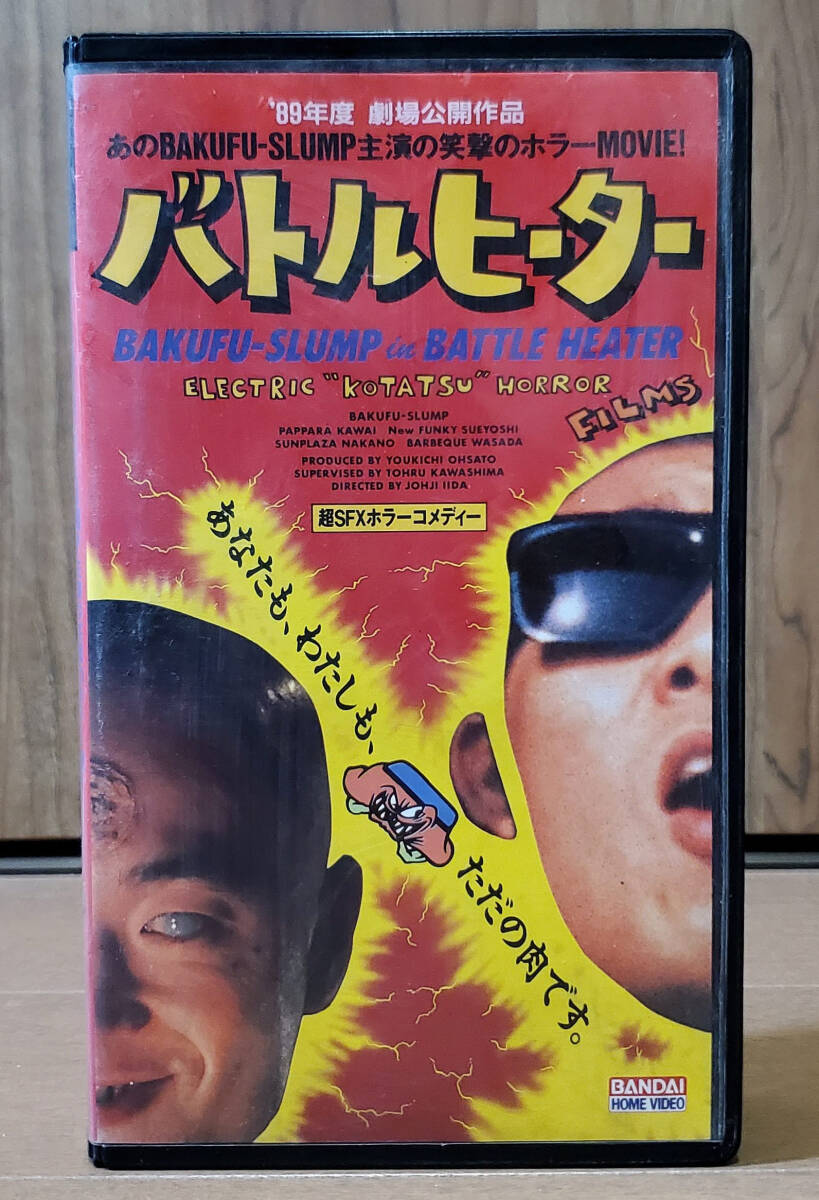 '89年度 劇場公開作品
あのBAKUFU-SLUMP主演の笑撃のホラーMOVIE!
バトルヒーター
BAKUFU-SLUMP in BATTLE HEATER
ELECTRIC "KOTATSU" HORROR
FILMS
BAKUFU-SLUMP
PAPPARA KAWAI New FUNKY SUEYOSHI
SUNPLAZA NAKANO BARBEQUE WASADA
PRODUCED BY YOUKICHI OHSATO
SUPERVISED BY TOHRU KAWASHIMA
DIRECTED BY JOHJI IIDA
超SFXホラーコメディー
あなたも、わたしも、
ただの肉です。
BANDAI
HOME VIDEO